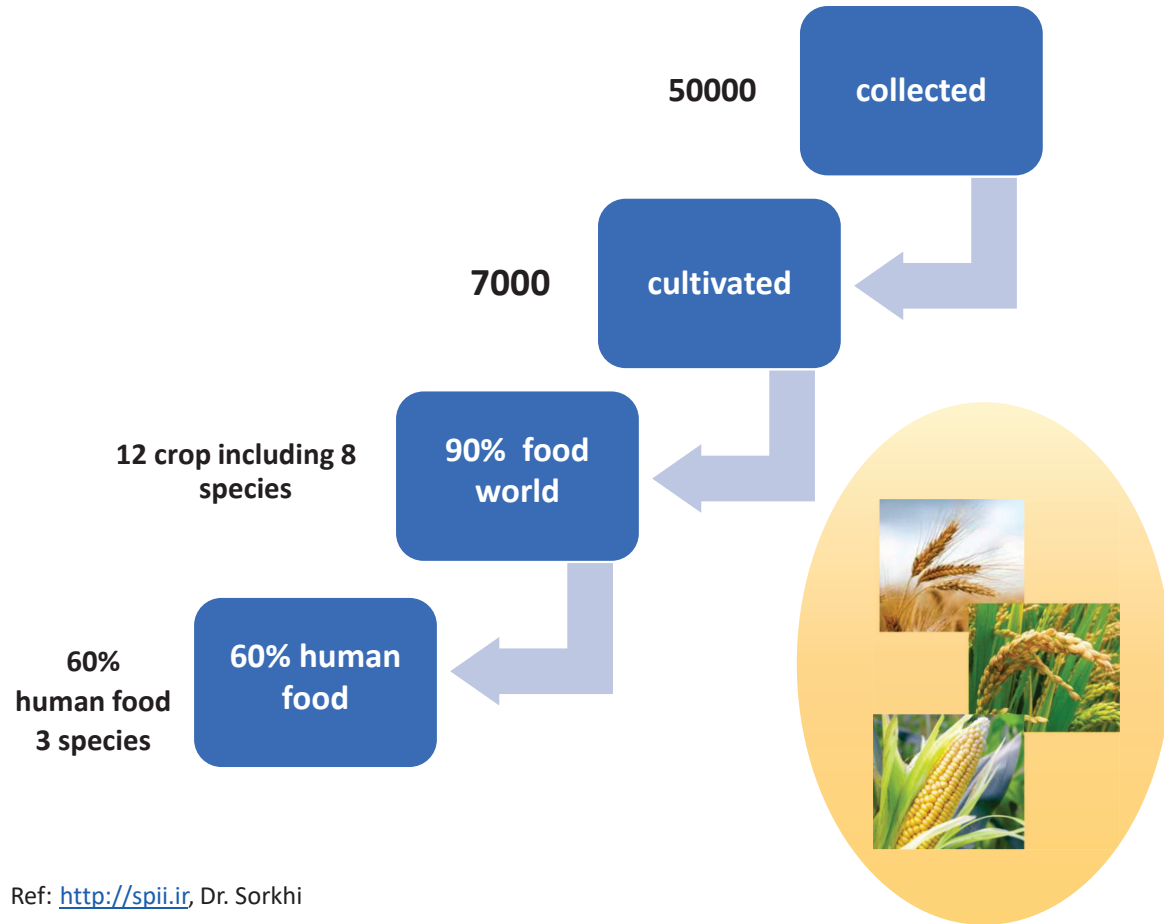 50000
collected
7000
cultivated
12 crop including 8
species
90% food
world
60%
human food
3 species
60% human
food
Ref: http://spii.ir, Dr. Sorkhi